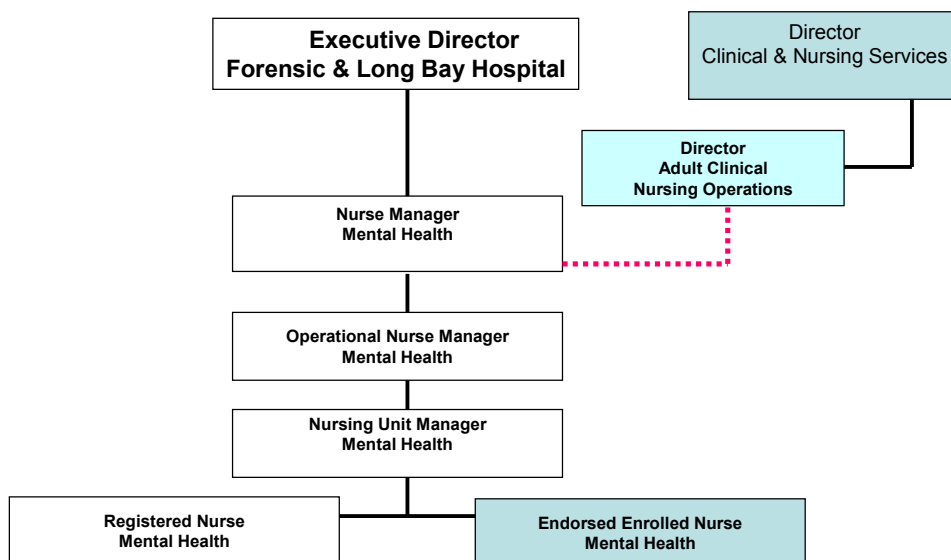 Executive Director
Forensic & Long Bay Hospital
Director
Clinical & Nursing Services
Director
Adult Clinical
Nursing Operations
Nurse Manager
Mental Health
Operational Nurse Manager
Mental Health
Nursing Unit Manager
Mental Health
Registered Nurse
Mental Health
Endorsed Enrolled Nurse
Mental Health